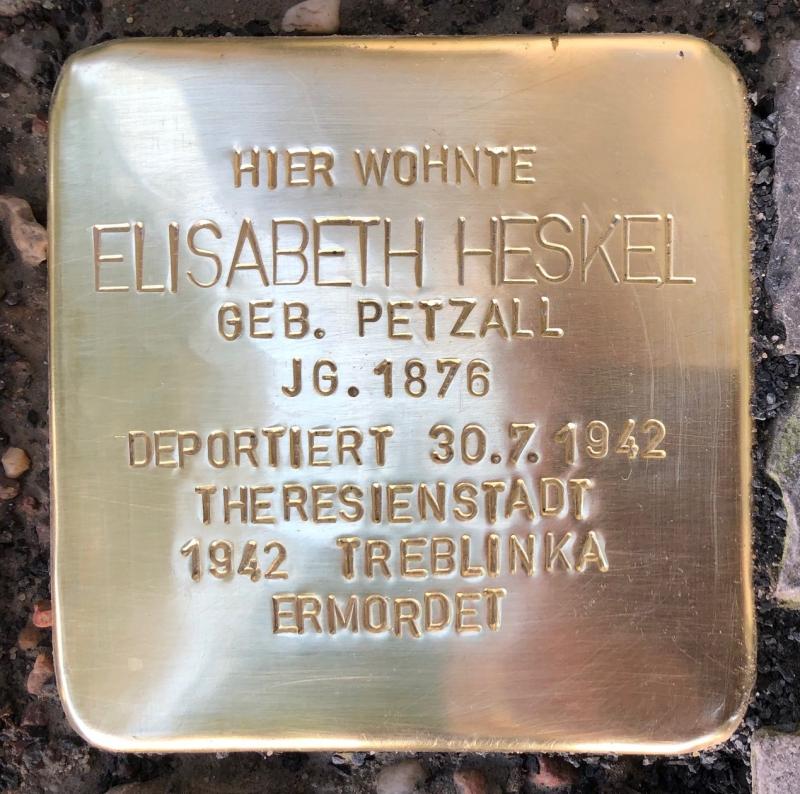 HIER WOHNTE
ELISABETH HESKEL
GEB. PETZALL
JG. 1876
DEPORTIERT 30.7.1942
THERESIENSTADT
1942 TREBLINKA
ERMORDET